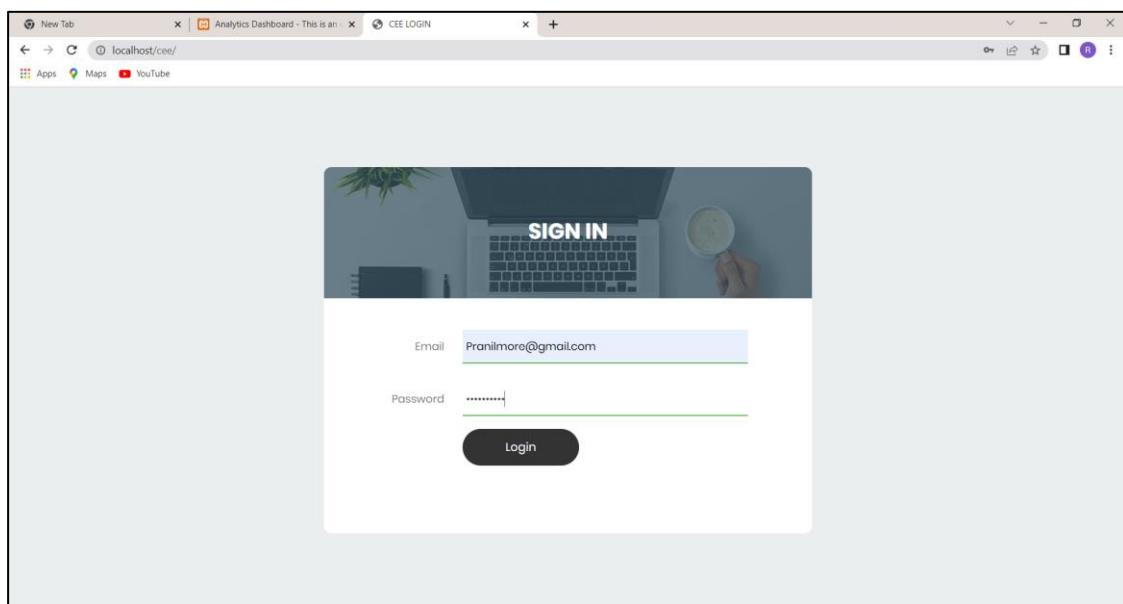 New Tab
Analytics Dashboard - This is an
CEE LOGIN
localhost/cee/
R
Apps
Maps
YouTube
SIGN IN
Email
Pranilmore@gmail.com
Password
••••••••••
Login